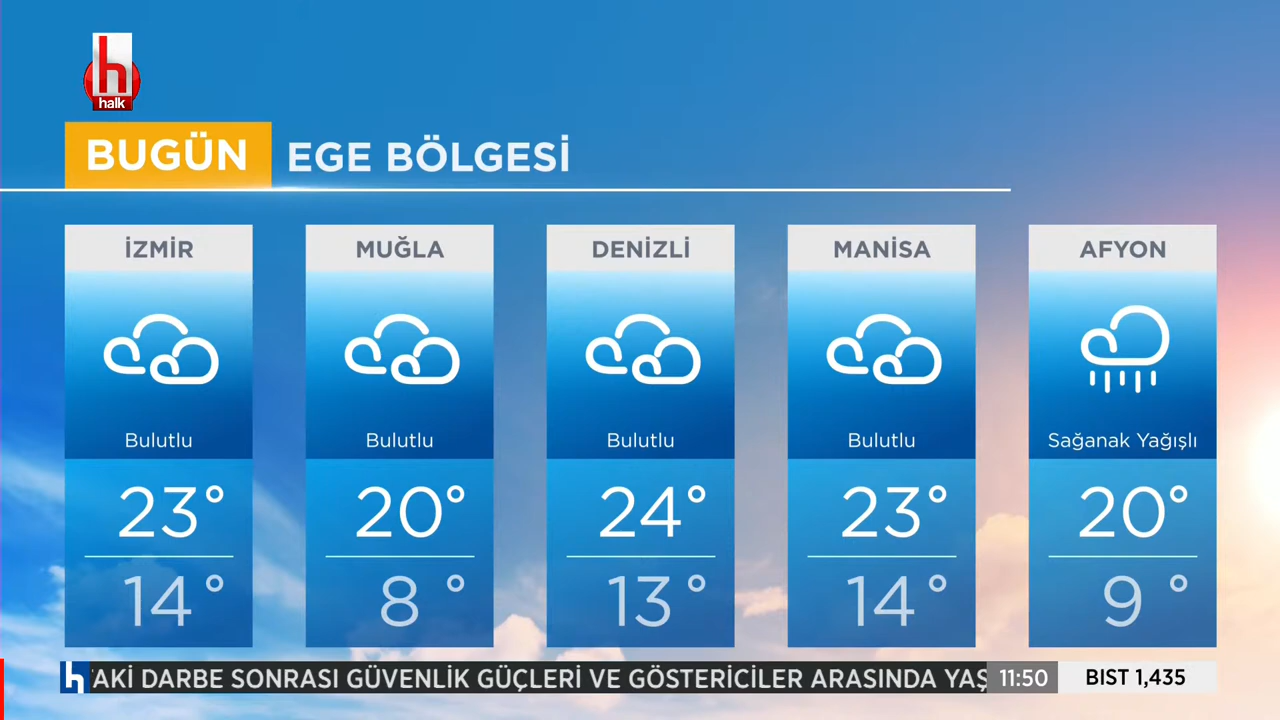 h
halk
BUGÜN EGE BÖLGESİ
İZMİR
Bulutlu
23°
14°
MUĞLA
Bulutlu
20°
8°
DENİZLİ
Bulutlu
24°
13°
MANİSA
Bulutlu
23°
14°
AFYON
Sağanak Yağışlı
20°
9°
h 'AKİ DARBE SONRASI GÜVENLİK GÜÇLERİ VE GÖSTERİCİLER ARASINDA YAŞ 11:50 BIST 1,435